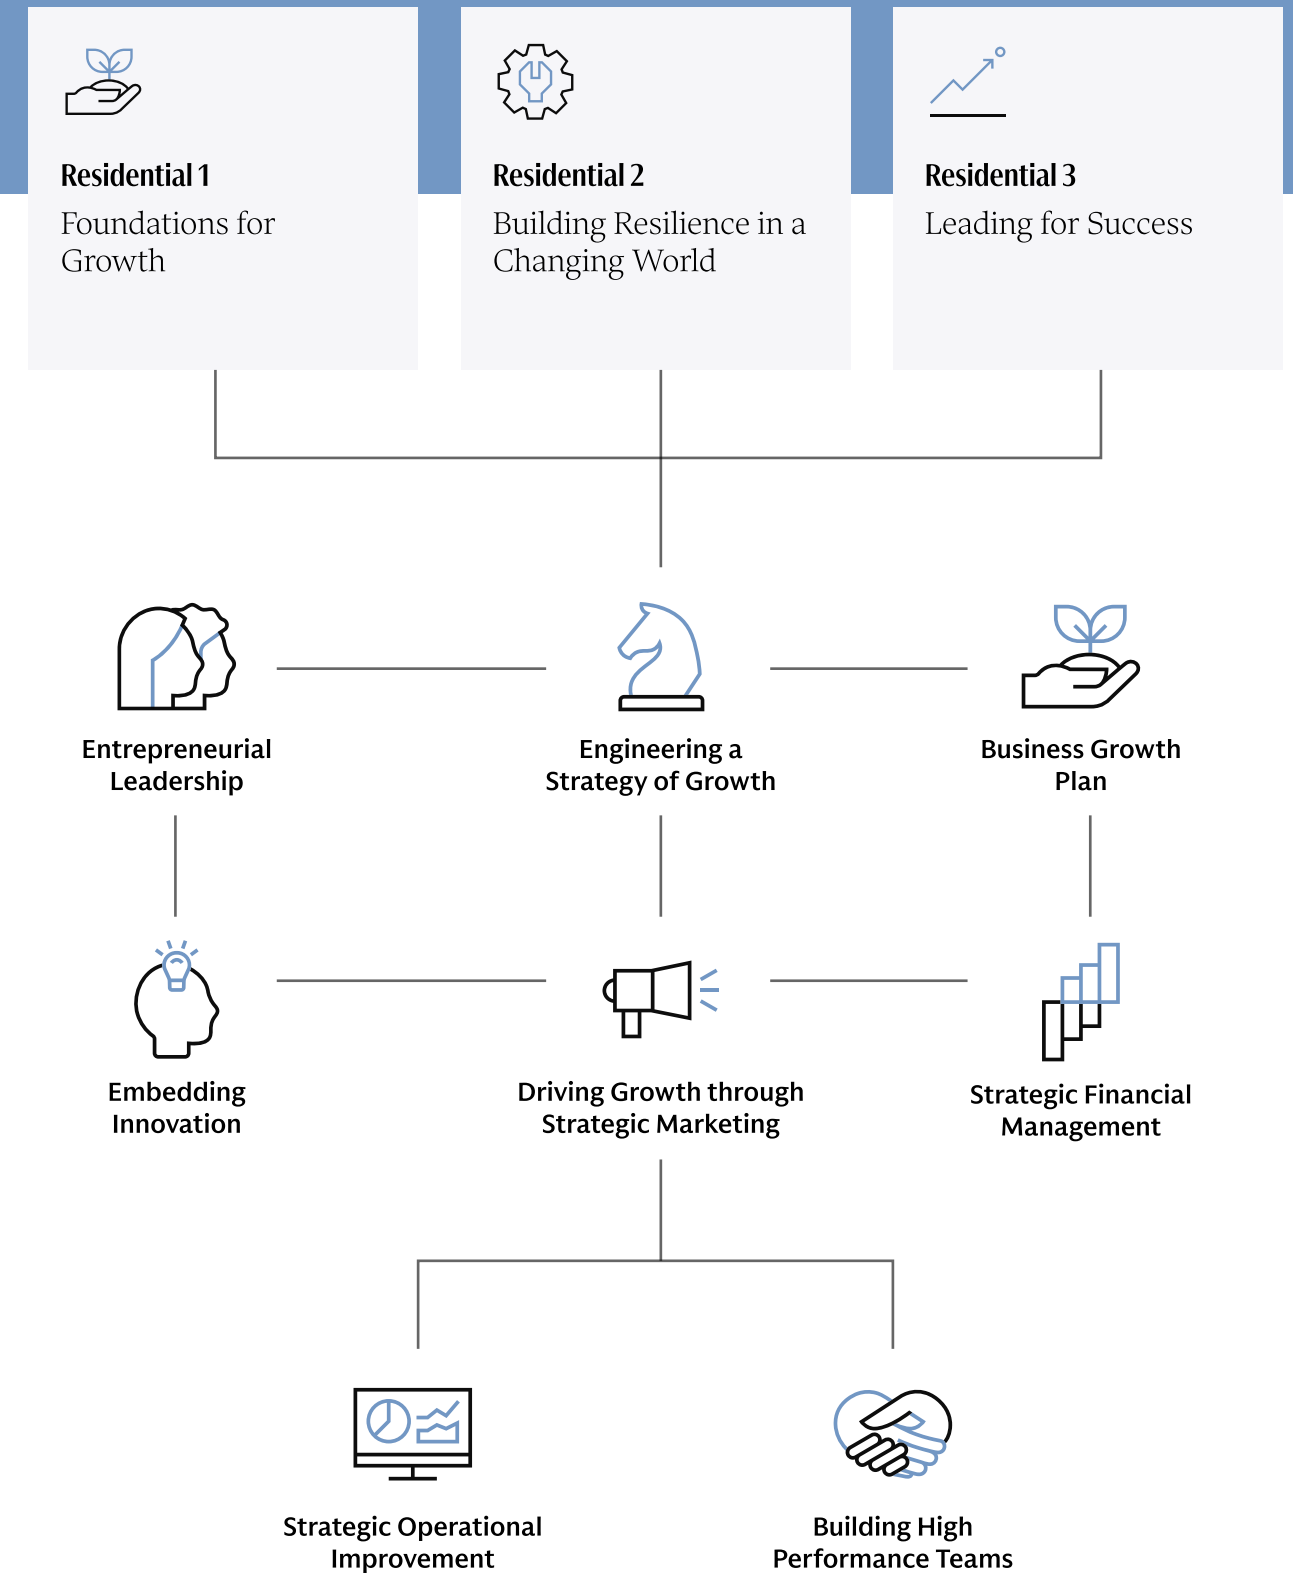 Residential 1
Foundations for
Growth
Residential 2
Building Resilience in a
Changing World
Residential 3
Leading for Success
Entrepreneurial
Leadership
Engineering a
Strategy of Growth
Business Growth
Plan
Embedding
Innovation
Driving Growth through
Strategic Marketing
Strategic Financial
Management
Strategic Operational
Improvement
Building High
Performance Teams